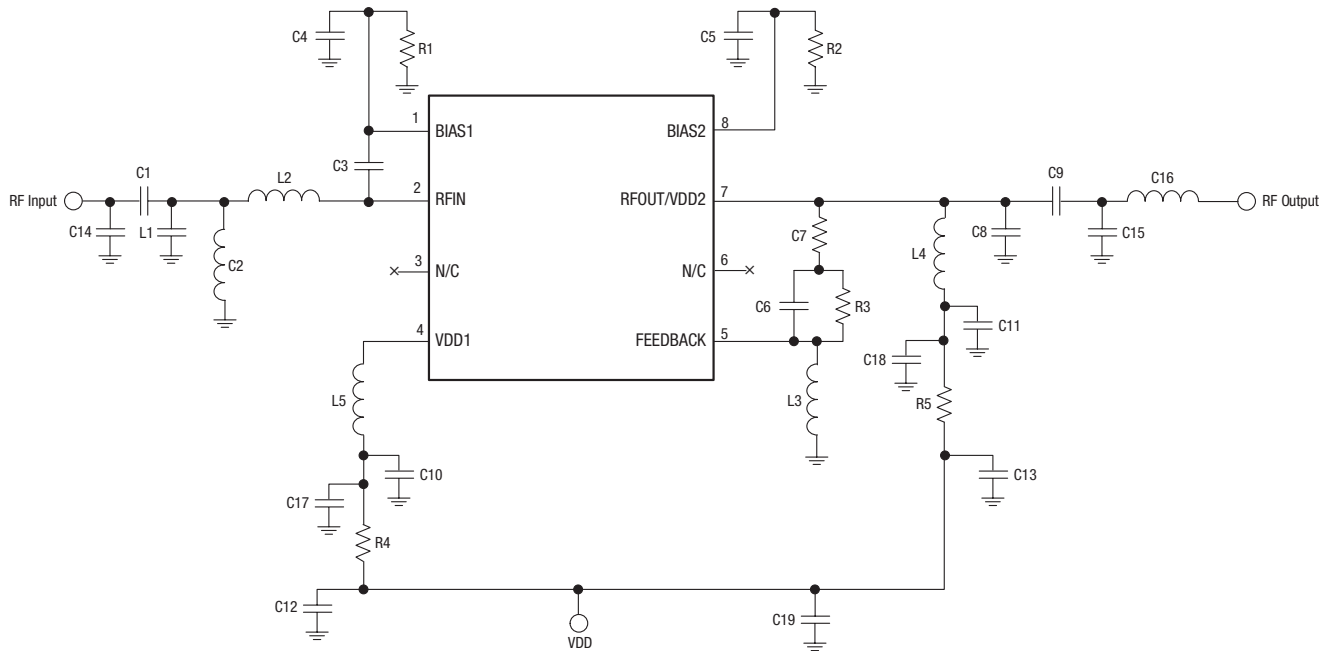 C4
R1
C5
R2
1
BIAS1
BIAS2
8
C3
C1
L2
2
RFIN
RFOUT/VDD2
7
C9
C16
RF Input
RF Output
C14
L1
C2
C7
L4
C8
C15
3
N/C
N/C
6
C6
R3
C11
4
VDD1
FEEDBACK
5
C18
L5
L3
R5
C10
C13
C17
R4
C12
C19
VDD